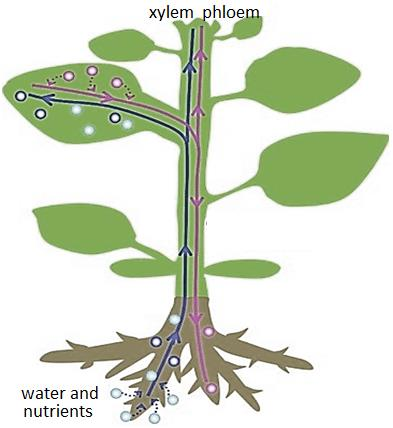 xylem phloem
water and
nutrients